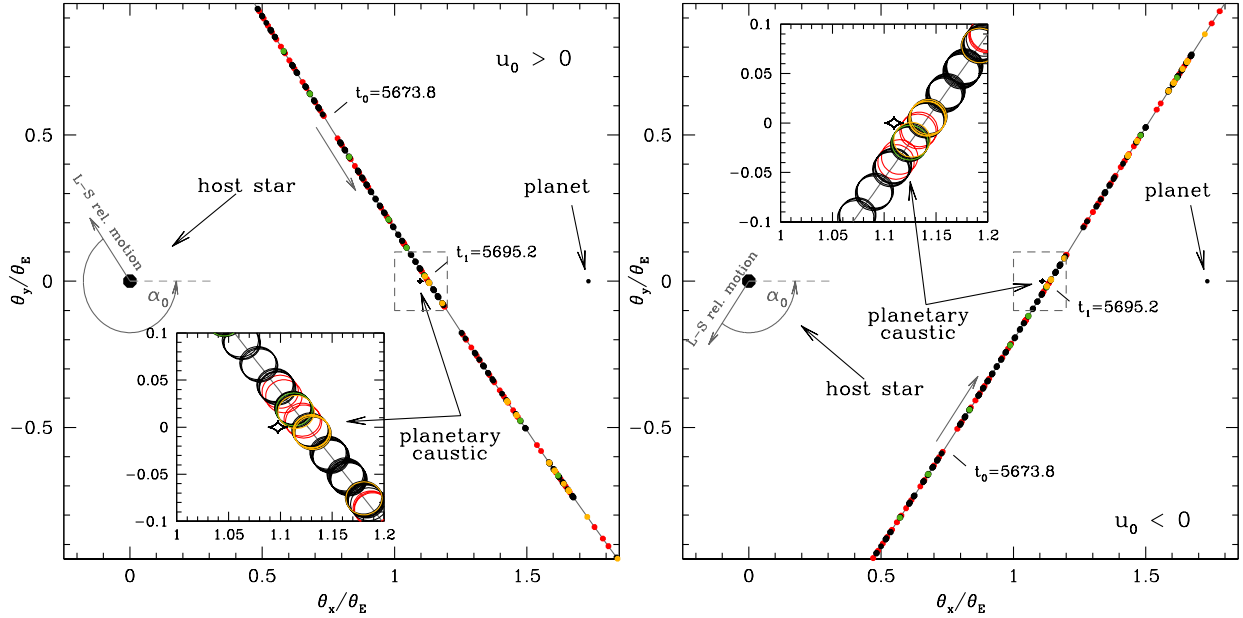 u₀ > 0
t₀=5673.8
host star
L-S rel. motion
α₀
planet
t₁=5695.2
planetary
caustic
0.5
0
-0.5
θy/θE
0.1
0.05
0
-0.05
-0.1
1
1.05
1.1
1.15
1.2
0
0.5
1
1.5
θx/θE
0.1
0.05
0
-0.05
-0.1
1
1.05
1.1
1.15
1.2
planet
t₁=5695.2
planetary
caustic
L-S rel. motion
α₀
host star
t₀=5673.8
u₀ < 0
0.5
0
-0.5
θy/θE
0
0.5
1
1.5
θx/θE